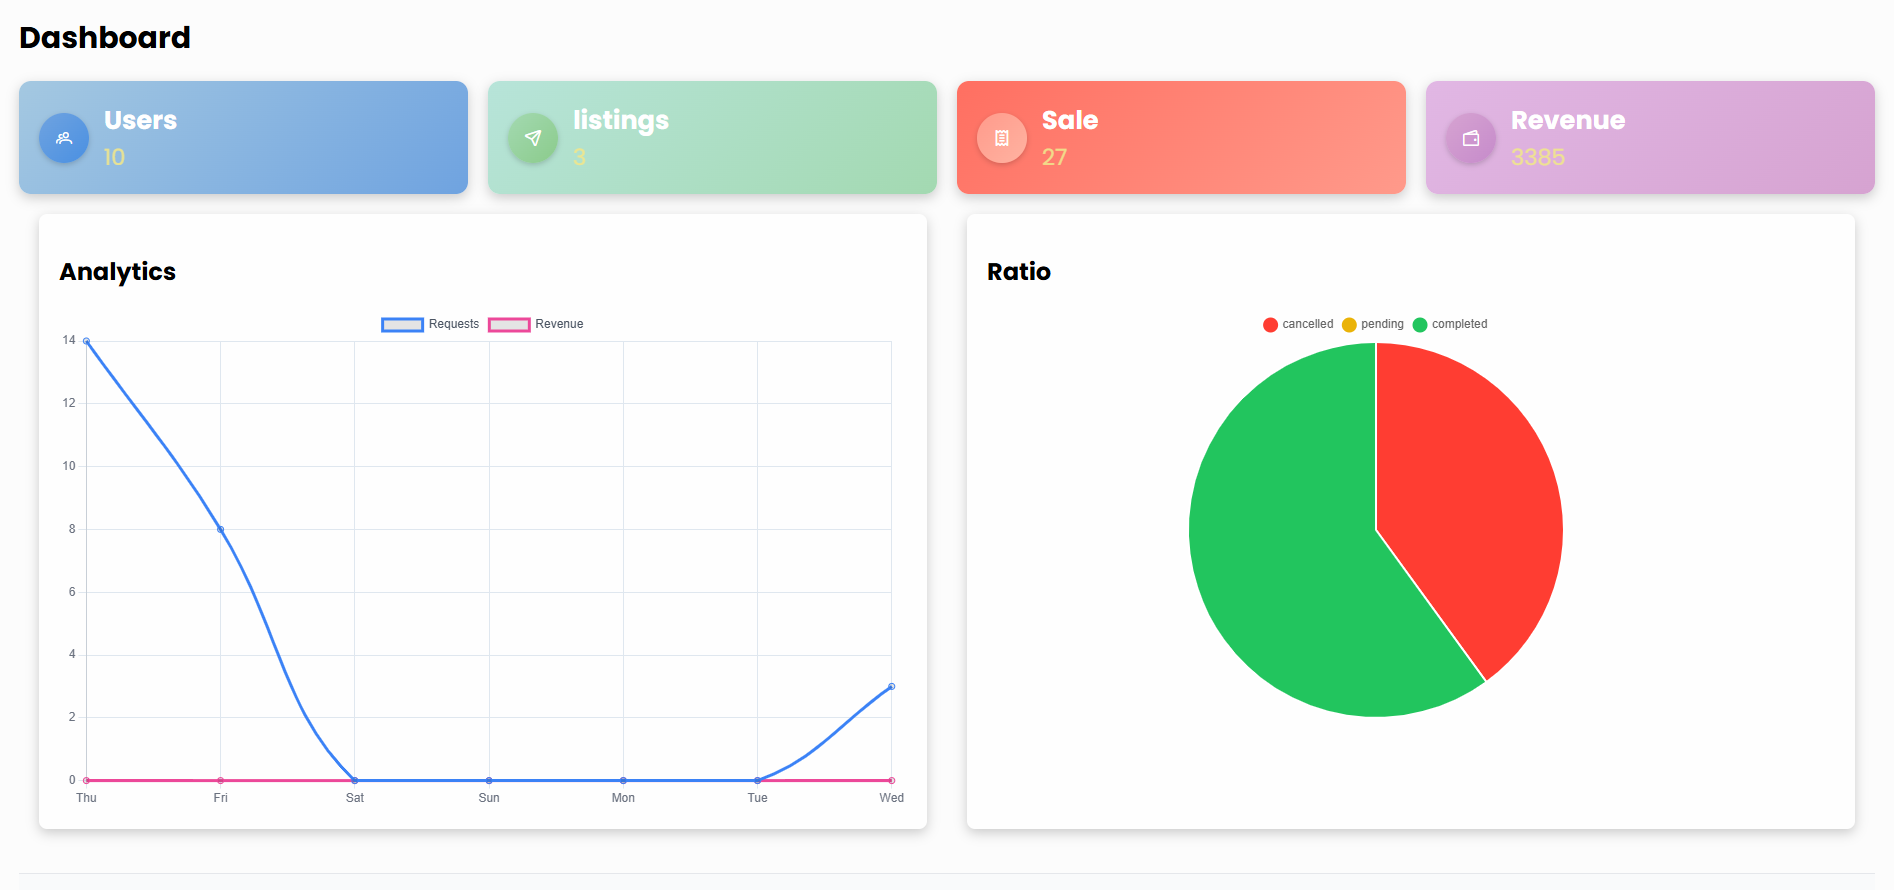 Dashboard
Users
10
listings
3
Sale
27
Revenue
3385
Analytics
Requests Revenue
14
12
10
8
6
4
2
0
Thu Fri Sat Sun Mon Tue Wed
Ratio
cancelled pending completed